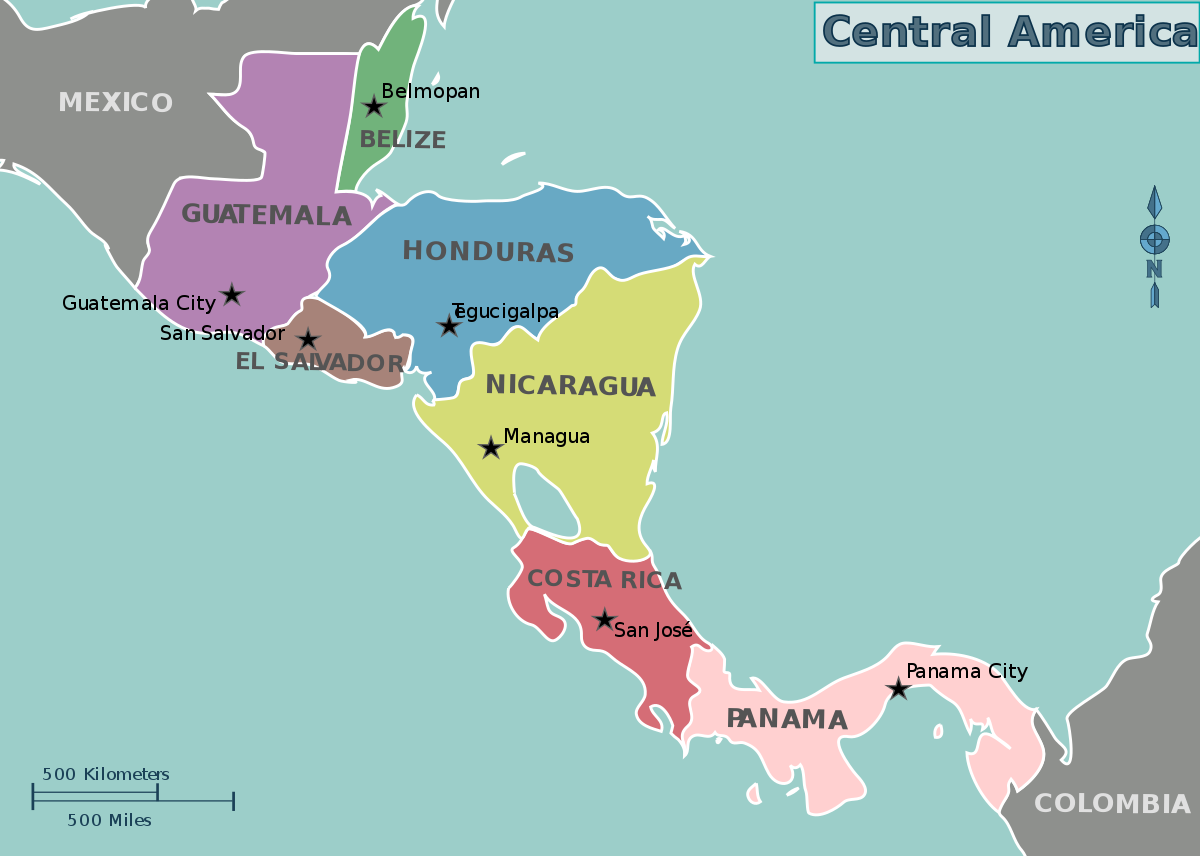 Central America
Belmopan
MEXICO
BELIZE
GUATEMALA
HONDURAS
N
Guatemala City
Tegucigalpa
San Salvador
EL SALVADOR
NICARAGUA
Managua
COSTA RICA
San José
Panama City
PANAMA
500 Kilometers
COLOMBIA
500 Miles